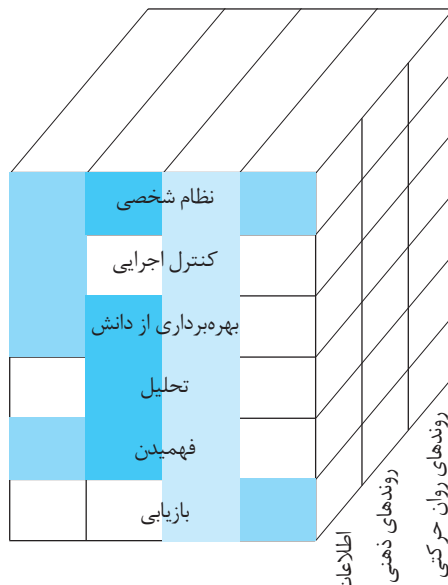 نظام شخصی
کنترل اجرایی
بهره‌برداری از دانش
تحلیل
فهمیدن
بازیابی
اطلاعات
روندهای ذهنی
روندهای روان حرکتی